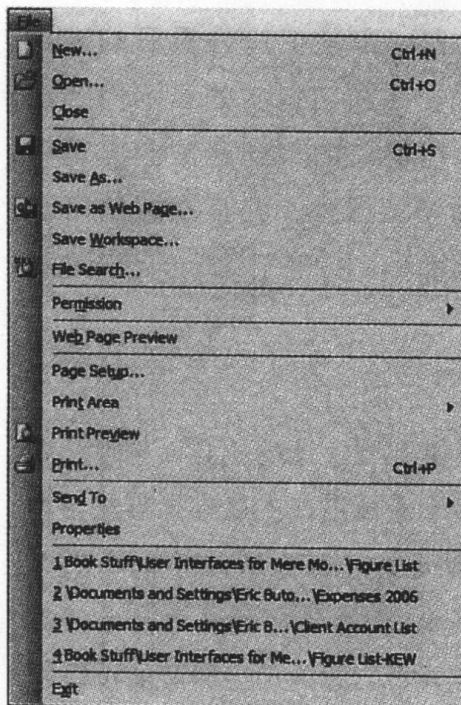 File
New... Ctrl+N
Open... Ctrl+O
Close
Save Ctrl+S
Save As...
Save as Web Page...
Save Workspace...
File Search...
Permission
Web Page Preview
Page Setup...
Print Area
Print Preview
Print... Ctrl+P
Send To
Properties
1 Book Stuff\User Interfaces for Mere Mo...\Figure List
2 \Documents and Settings\Eric Buto...\Expenses 2006
3 \Documents and Settings\Eric B...\Client Account List
4 Book Stuff\User Interfaces for Me...\Figure List-KEW
Exit